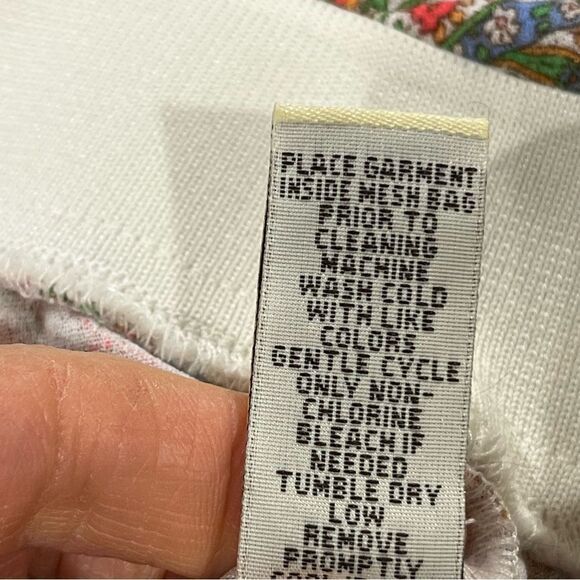 PLACE GARMENT
INSIDE MESH BAG
PRIOR TO
CLEANING
MACHINE
WASH COLD
WITH LIKE
COLORS
GENTLE CYCLE
ONLY NON-
CHLORINE
BLEACH IF
NEEDED
TUMBLE DRY
LOW
REMOVE
PROMPTLY